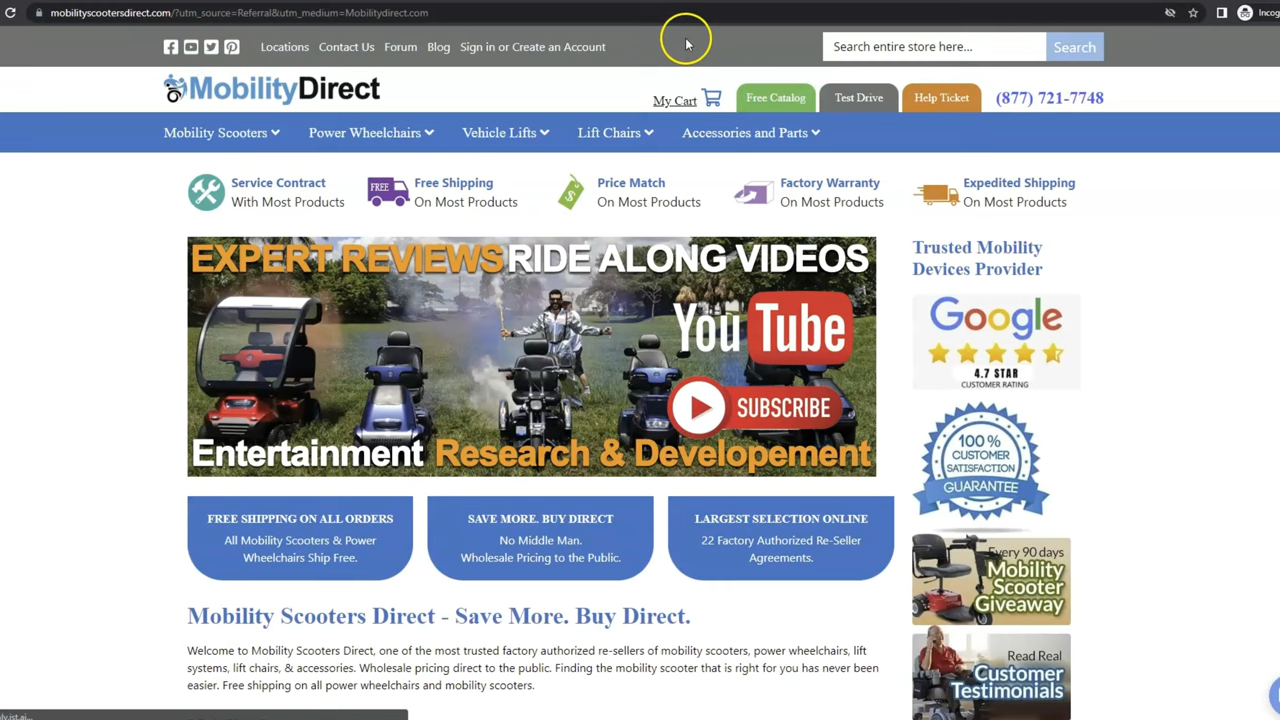 mobilityscootersdirect.com/?utm_source=Referral&utm_medium=Mobilitydirect.com
Locations Contact Us Forum Blog Sign in or Create an Account
Search entire store here... Search
MobilityDirect
My Cart Free Catalog Test Drive Help Ticket (877) 721-7748
Mobility Scooters Power Wheelchairs Vehicle Lifts Lift Chairs Accessories and Parts
Service Contract
With Most Products
FREE
Free Shipping
On Most Products
Price Match
On Most Products
Factory Warranty
On Most Products
Expedited Shipping
On Most Products
EXPERT REVIEWS RIDE ALONG VIDEOS
YouTube
SUBSCRIBE
Entertainment Research & Developement
Trusted Mobility
Devices Provider
Google
4.7 STAR
CUSTOMER RATING
100%
CUSTOMER
SATISFACTION
GUARANTEE
Every 90 days
Mobility
Scooter
Giveaway
Read Real
Customer
Testimonials
FREE SHIPPING ON ALL ORDERS
All Mobility Scooters & Power
Wheelchairs Ship Free.
SAVE MORE. BUY DIRECT
No Middle Man.
Wholesale Pricing to the Public.
LARGEST SELECTION ONLINE
22 Factory Authorized Re-Seller
Agreements.
Mobility Scooters Direct - Save More. Buy Direct.
Welcome to Mobility Scooters Direct, one of the most trusted factory authorized re-sellers of mobility scooters, power wheelchairs, lift
systems, lift chairs, & accessories. Wholesale pricing direct to the public. Finding the mobility scooter that is right for you has never been
easier. Free shipping on all power wheelchairs and mobility scooters.